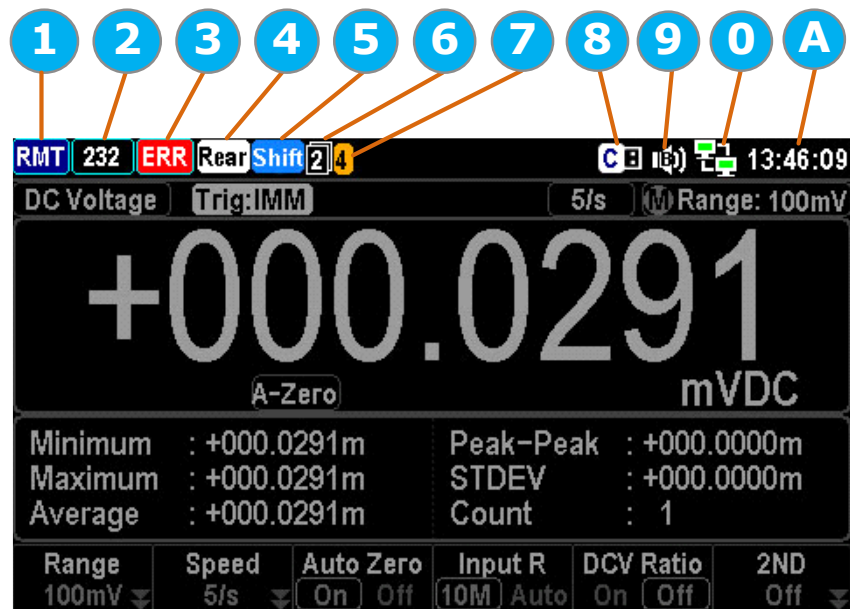 1 2 3 4 5 6 7 8 9 0 A
RMT 232 ERR Rear Shift 2 4 C 13:46:09
DC Voltage Trig:IMM 5/s M Range: 100mV
+000.0291
A-Zero mVDC
Minimum : +000.0291m Peak-Peak : +000.0000m
Maximum : +000.0291m STDEV : +000.0000m
Average : +000.0291m Count : 1
Range Speed Auto Zero Input R DCV Ratio 2ND
100mV 5/s On Off 10M Auto On Off Off